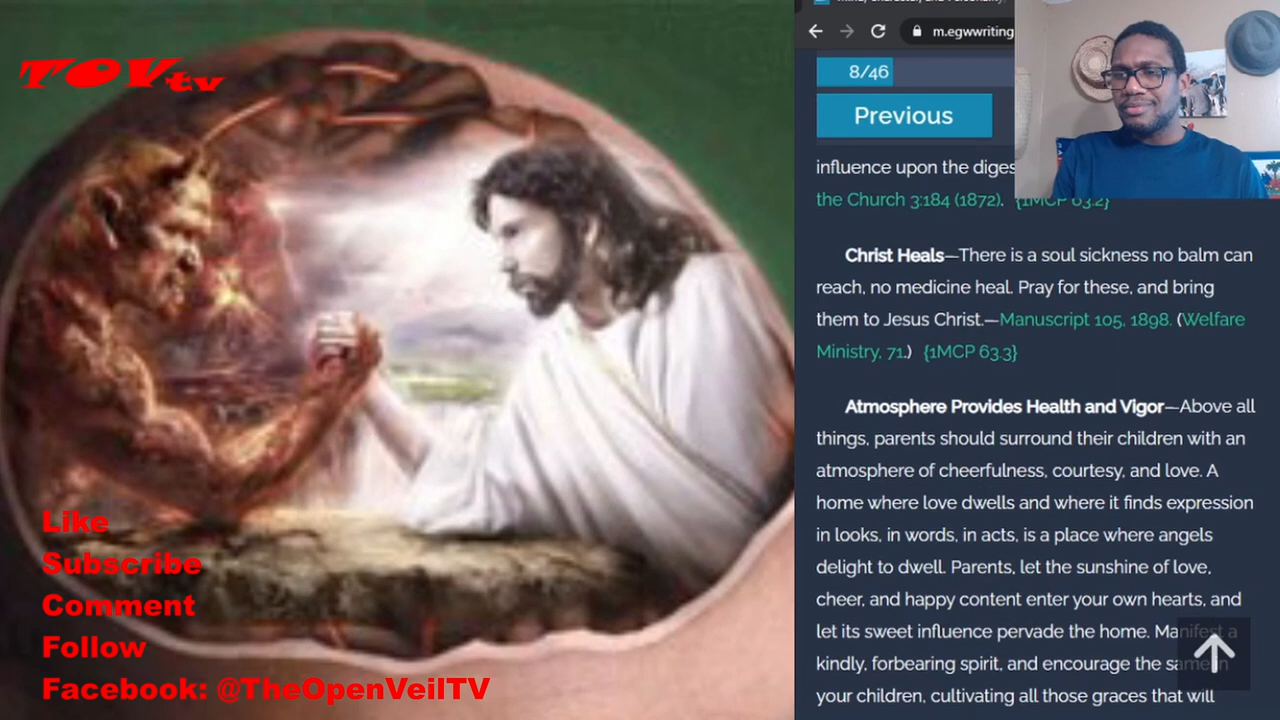 TOVtv
Like
Subscribe
Comment
Follow
Facebook: @TheOpenVeilTV
m.egwwriting
8/46
Previous
influence upon the diges
the Church 3:184 (1872). {1MCP 63.2}
Christ Heals—There is a soul sickness no balm can
reach, no medicine heal. Pray for these, and bring
them to Jesus Christ.—Manuscript 105, 1898. (Welfare
Ministry, 71.) {1MCP 63.3}
Atmosphere Provides Health and Vigor—Above all
things, parents should surround their children with an
atmosphere of cheerfulness, courtesy, and love. A
home where love dwells and where it finds expression
in looks, in words, in acts, is a place where angels
delight to dwell. Parents, let the sunshine of love,
cheer, and happy content enter your own hearts, and
let its sweet influence pervade the home. Manifest a
kindly, forbearing spirit, and encourage the same in
your children, cultivating all those graces that will